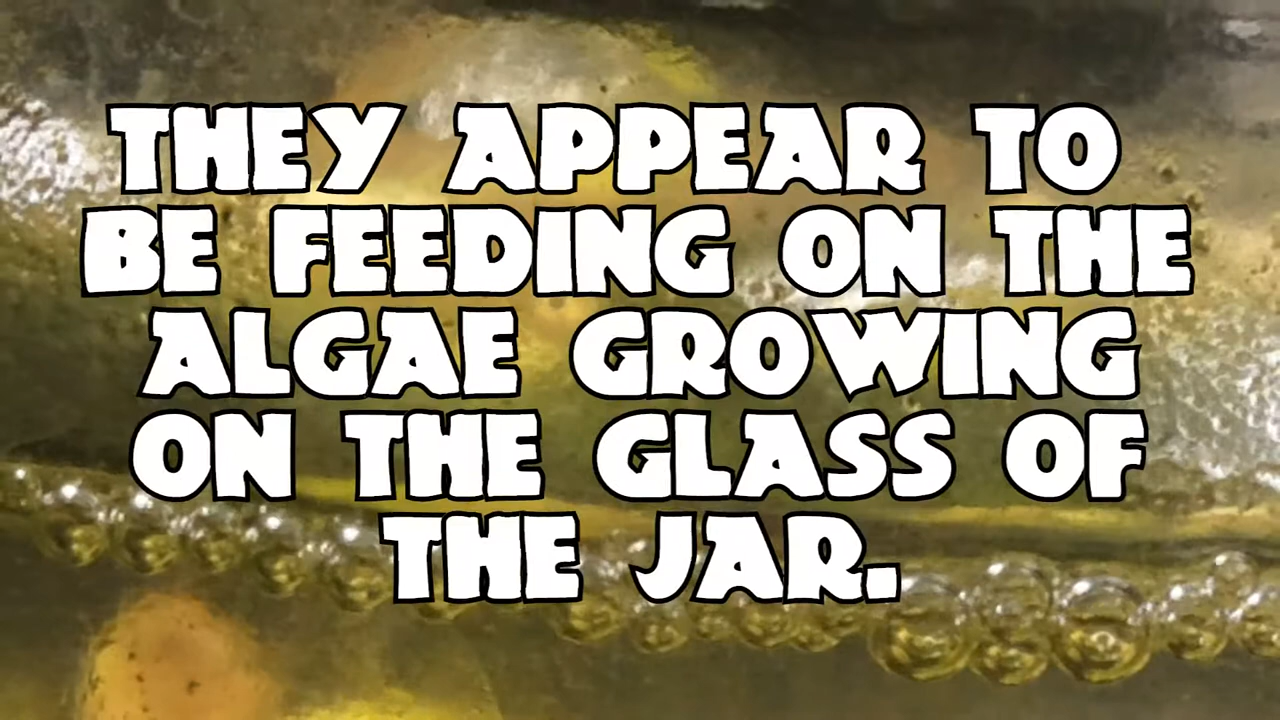 THEY APPEAR TO
BE FEEDING ON THE
ALGAE GROWING
ON THE GLASS OF
THE JAR.